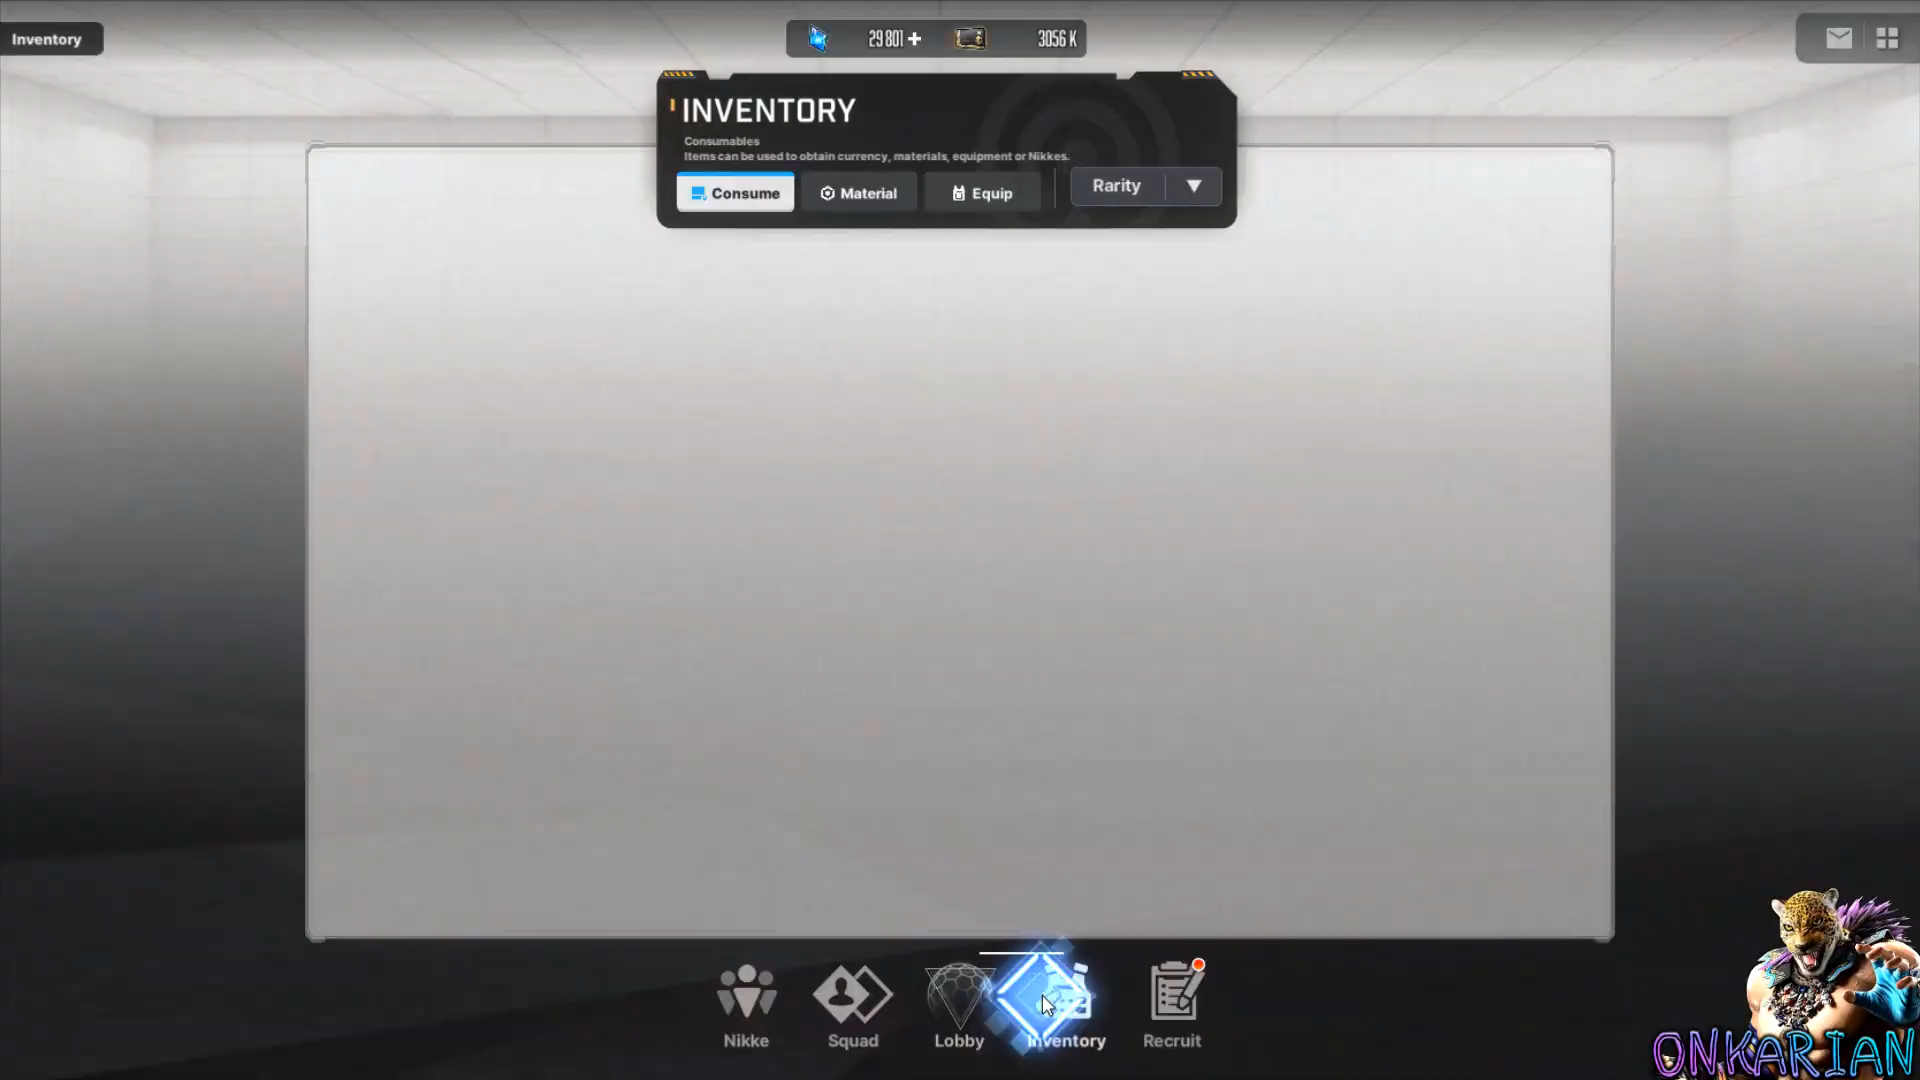 Inventory
29 801 +
3056 K
INVENTORY
Consumables
Items can be used to obtain currency, materials, equipment or Nikkes.
Consume
Material
Equip
Rarity
Nikke
Squad
Lobby
Inventory
Recruit
ONKARIAN